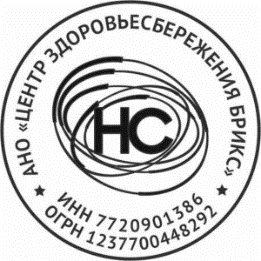 АНО «ЦЕНТР ЗДОРОВЬЕСБЕРЕЖЕНИЯ БРИКС»
НС
ИНН 7720901386
ОГРН 1237700448292